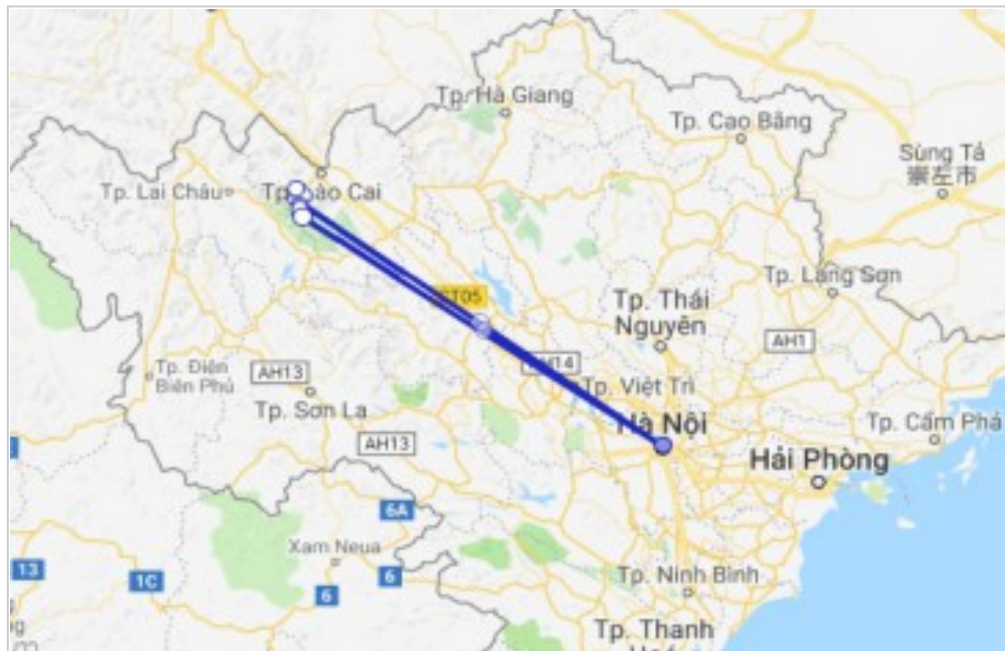 Tp. Hà Giang
Tp. Cao Bằng
Sùng Tả
崇左市
Tp. Lai Châu
Tp. Lào Cai
Tp. Lạng Sơn
CT05
Tp. Thái
Nguyên
AH1
Tp. Điện
Biên Phủ
AH13
AH14
Tp. Việt Trì
Tp. Sơn La
Hà Nội
Tp. Cẩm Phả
AH13
Hải Phòng
6A
Xam Neua
13
1C
6
6
Tp. Ninh Bình
Tp. Thanh